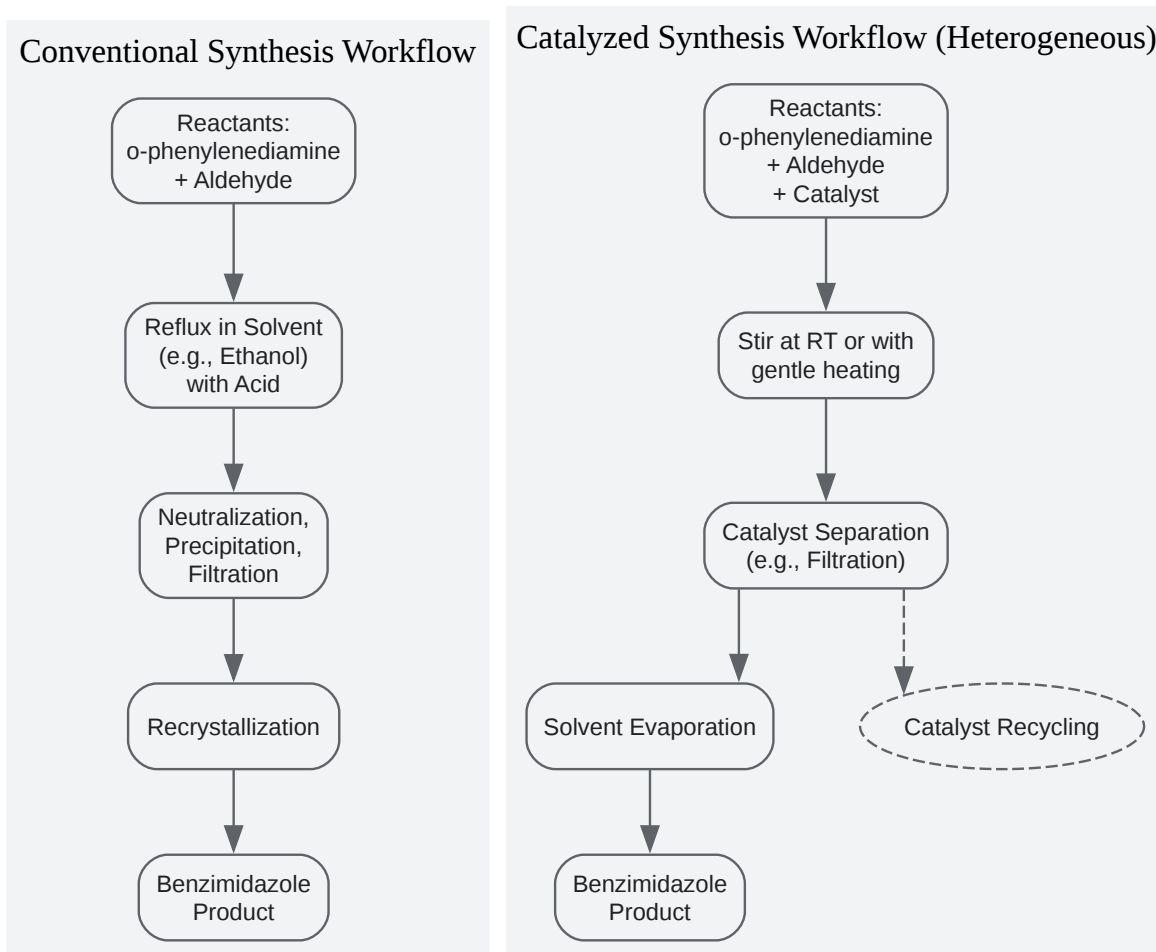 Conventional Synthesis Workflow
Reactants:
o-phenylenediamine
+ Aldehyde
Reflux in Solvent
(e.g., Ethanol)
with Acid
Neutralization,
Precipitation,
Filtration
Recrystallization
Benzimidazole
Product
Catalyzed Synthesis Workflow (Heterogeneous)
Reactants:
o-phenylenediamine
+ Aldehyde
+ Catalyst
Stir at RT or with
gentle heating
Catalyst Separation
(e.g., Filtration)
Solvent Evaporation
Catalyst Recycling
Benzimidazole
Product